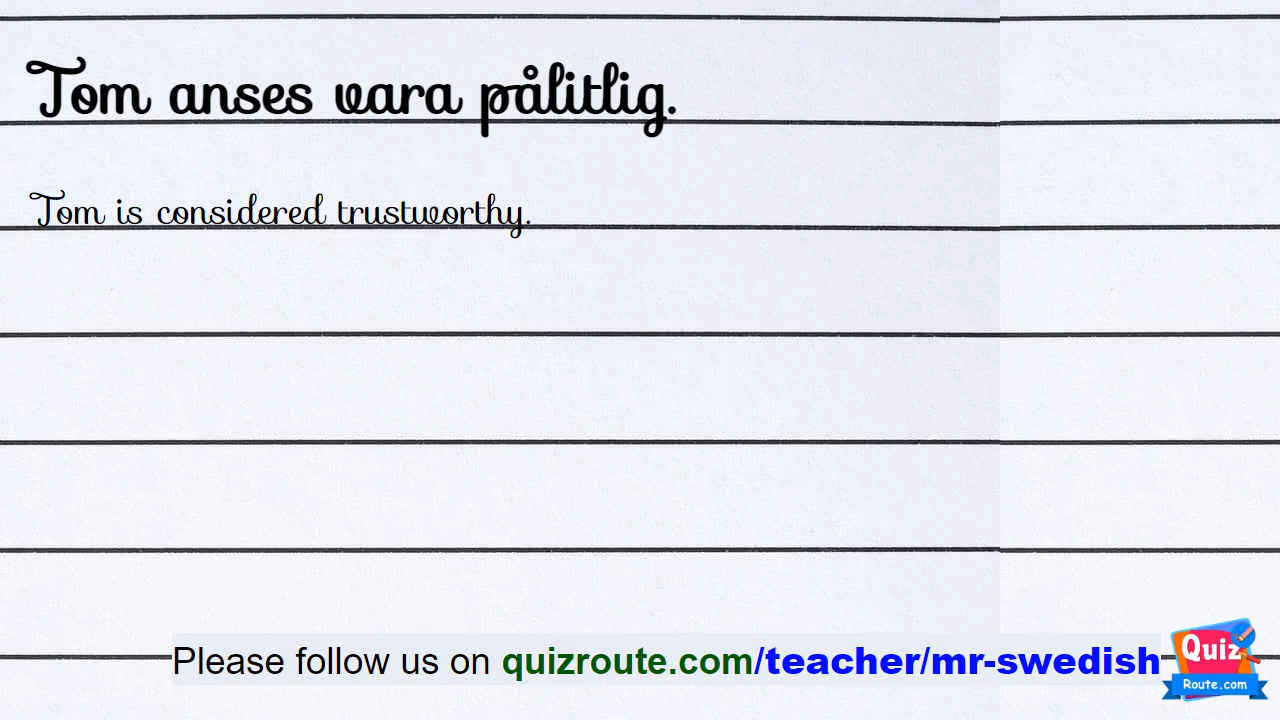 Tom anses vara pålitlig.
Tom is considered trustworthy.
Please follow us on quizroute.com/teacher/mr-swedish
Quiz
Route.com